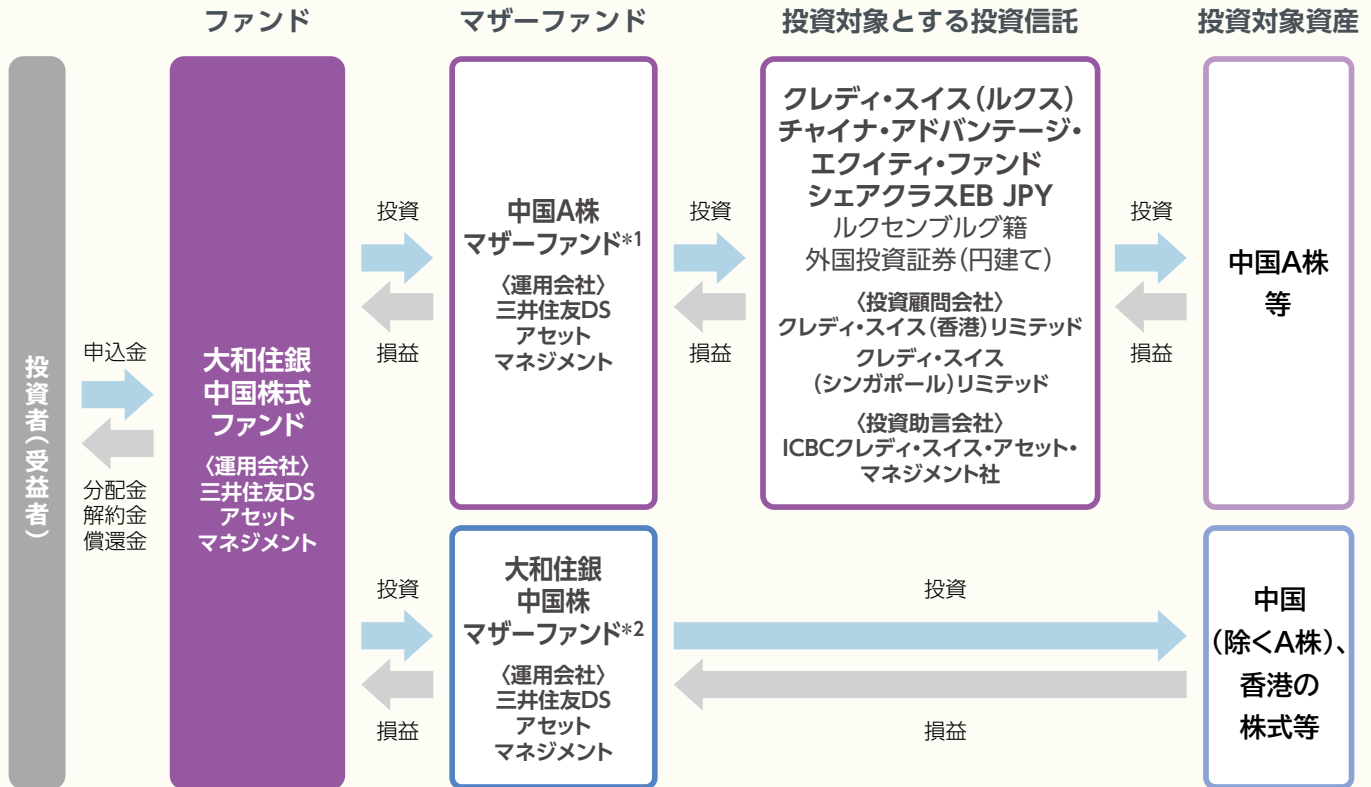 ファンド
マザーファンド
投資対象とする投資信託
投資対象資産
投資者(受益者)
申込金
分配金
解約金
償還金
大和住銀
中国株式
ファンド
〈運用会社〉
三井住友DS
アセット
マネジメント
投資
損益
中国A株
マザーファンド*1
〈運用会社〉
三井住友DS
アセット
マネジメント
投資
損益
クレディ・スイス(ルクス)
チャイナ・アドバンテージ・
エクイティ・ファンド
シェアクラスEB JPY
ルクセンブルグ籍
外国投資証券(円建て)
〈投資顧問会社〉
クレディ・スイス(香港)リミテッド
クレディ・スイス
(シンガポール)リミテッド
〈投資助言会社〉
ICBCクレディ・スイス・アセット・
マネジメント社
投資
損益
中国A株
等
投資
損益
大和住銀
中国株
マザーファンド*2
〈運用会社〉
三井住友DS
アセット
マネジメント
投資
損益
中国
(除くA株)、
香港の
株式等